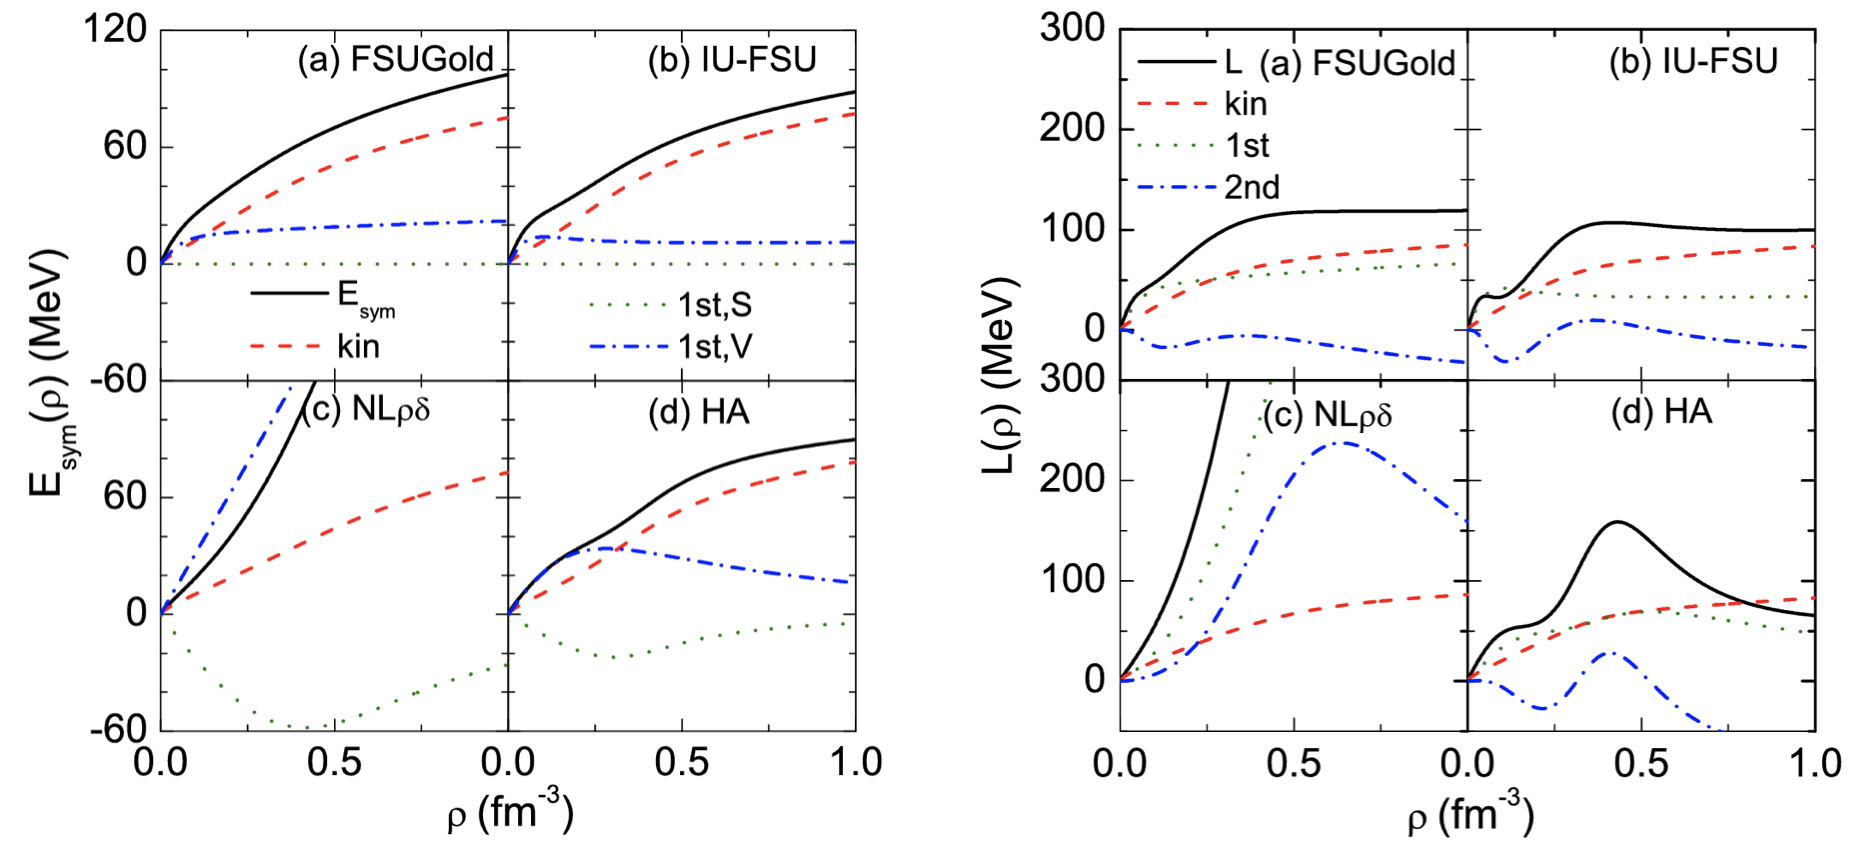 120
60
0
-60
60
0
-60
E_sym(ρ) (MeV)
(a) FSUGold
(b) IU-FSU
E_sym
kin
1st,S
1st,V
(c) NLρδ
(d) HA
0.0
0.5
0.0
0.5
1.0
ρ (fm^-3)
300
200
100
0
300
200
100
0
L(ρ) (MeV)
L
(a) FSUGold
kin
1st
2nd
(b) IU-FSU
(c) NLρδ
(d) HA
0.0
0.5
0.0
0.5
1.0
ρ (fm^-3)